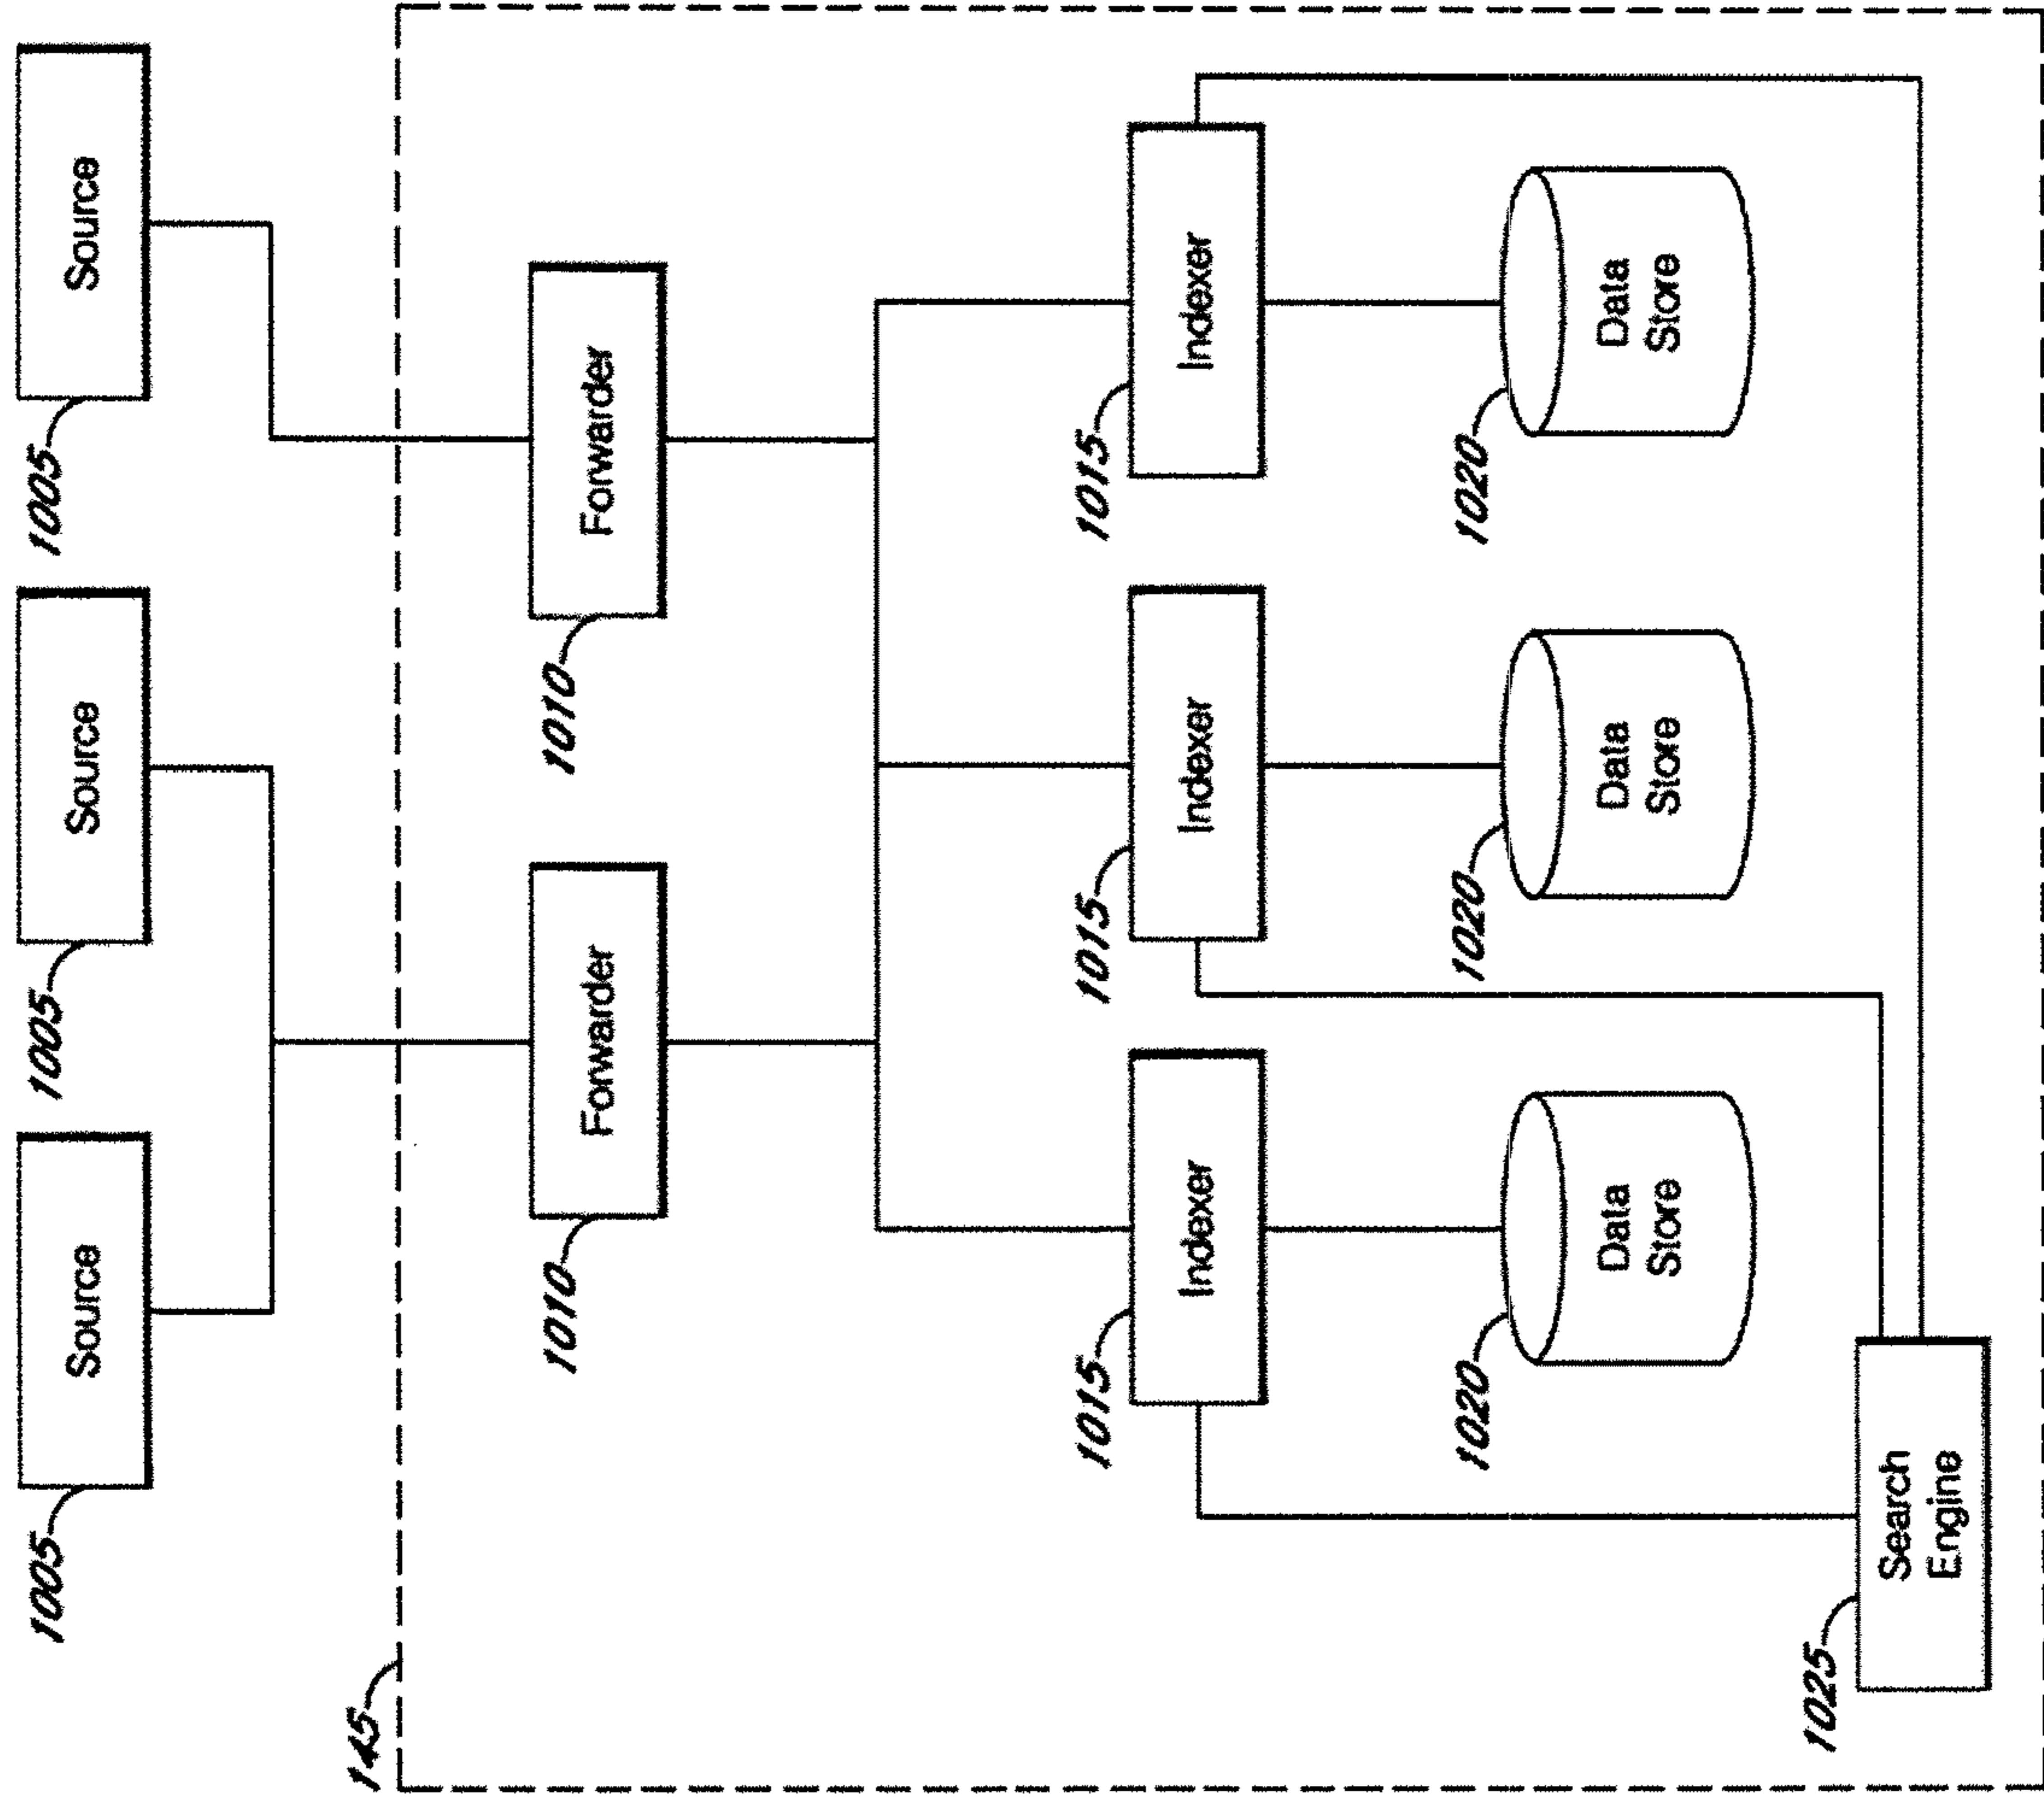 Source
Source
Source
1005
1005
1005
145
Forwarder
Forwarder
1010
1010
Indexer
Indexer
Indexer
1015
1015
1015
Data
Store
Data
Store
Data
Store
1020
1020
1020
Search
Engine
1025